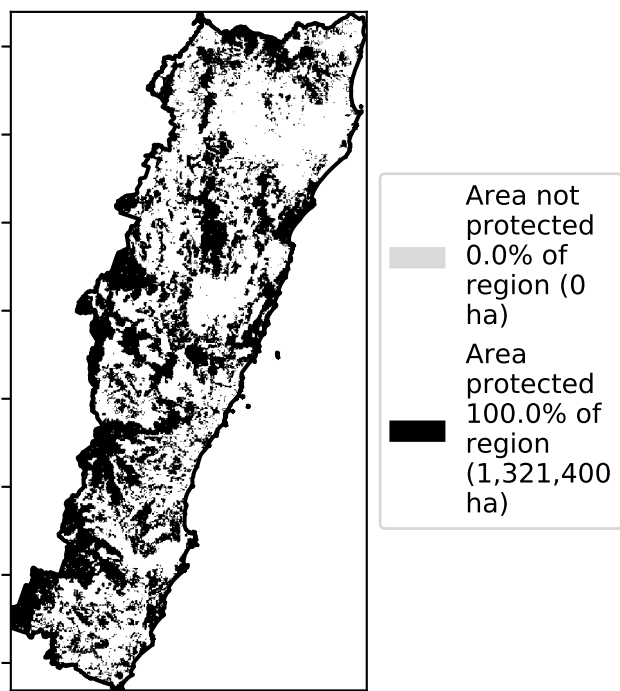 Area not
protected
0.0% of
region (0
ha)
Area
protected
100.0% of
region
(1,321,400
ha)